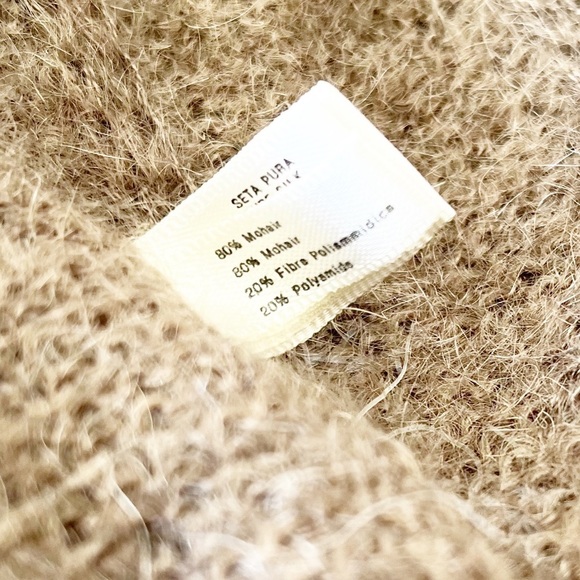 SETA PURA
80% Mohair
80% Mohair
20% Fibra Poliammidica
20% Polyamide